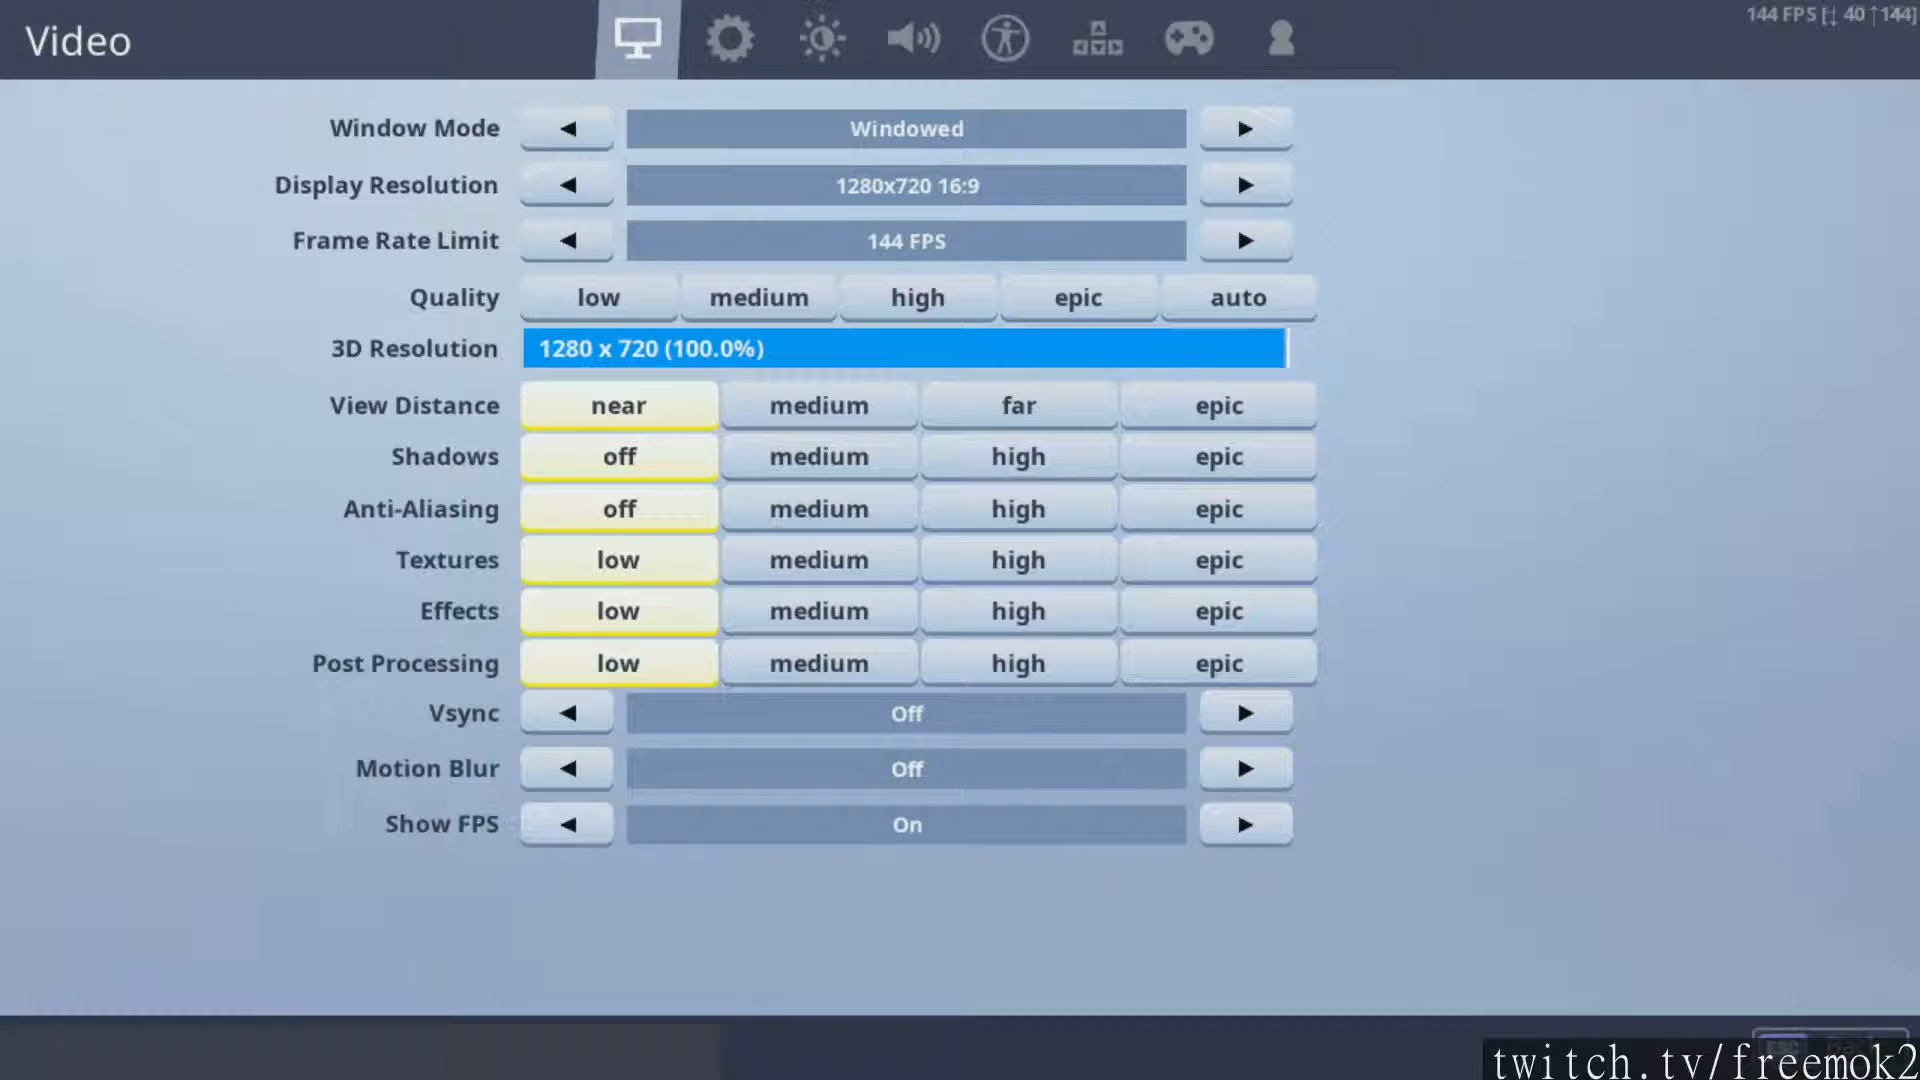 Video
144 FPS [↓ 40 ↑144]
Window Mode Windowed
Display Resolution 1280x720 16:9
Frame Rate Limit 144 FPS
Quality low medium high epic auto
3D Resolution 1280 x 720 (100.0%)
View Distance near medium far epic
Shadows off medium high epic
Anti-Aliasing off medium high epic
Textures low medium high epic
Effects low medium high epic
Post Processing low medium high epic
Vsync Off
Motion Blur Off
Show FPS On
twitch.tv/freemok2